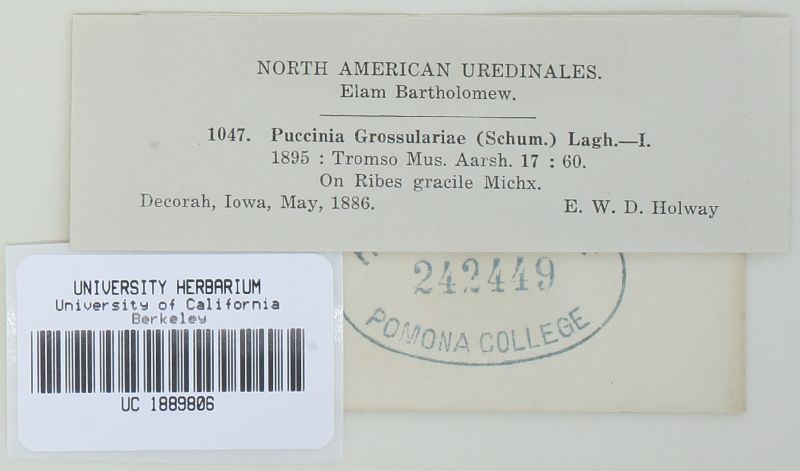 NORTH AMERICAN UREDINALES.
Elam Bartholomew.
1047. Puccinia Grossulariae (Schum.) Lagh.—I.
1895 : Tromso Mus. Aarsh. 17 : 60.
On Ribes gracile Michx.
Decorah, Iowa, May, 1886. E. W. D. Holway
242449
POMONA COLLEGE
UNIVERSITY HERBARIUM
University of California
Berkeley
UC 1889806